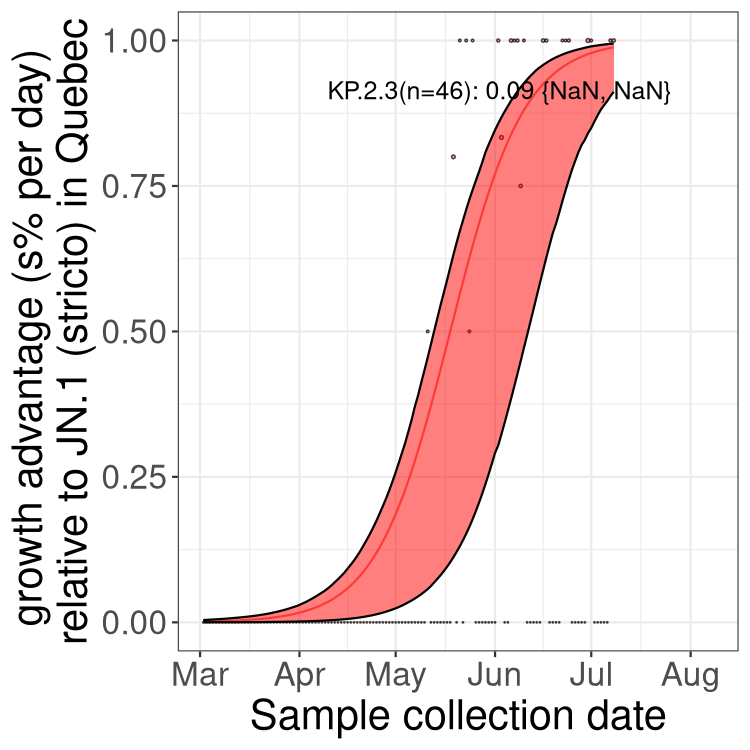 growth advantage (s% per day)
relative to JN.1 (stricto) in Quebec
1.00
0.75
0.50
0.25
0.00
KP.2.3(n=46): 0.09 {NaN, NaN}
Mar Apr May Jun Jul Aug
Sample collection date